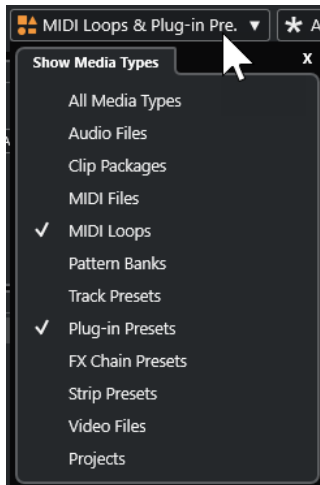 MIDI Loops & Plug-in Pre. ▼ * A
Show Media Types x
All Media Types
Audio Files
Clip Packages
MIDI Files
✓ MIDI Loops
Pattern Banks
Track Presets
✓ Plug-in Presets
FX Chain Presets
Strip Presets
Video Files
Projects